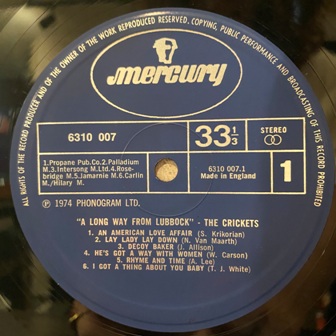 ALL RIGHTS OF THE RECORD PRODUCER AND OF THE OWNER OF THE WORK REPRODUCED RESERVED. COPYING, PUBLIC PERFORMANCE AND BROADCASTING OF THIS RECORD PROHIBITED.
mercury
6310 007
33 1/3
STEREO
1. Propane Pub.Co. 2. Palladium
M. 3. Intersong M.Ltd. 4. Rose-
bridge M. 5. Jamarnie M. 6. Carlin
M./Hilary M.
6310 007.1
Made in England
1
℗ 1974 PHONOGRAM LTD.
"A LONG WAY FROM LUBBOCK" - THE CRICKETS
1. AN AMERICAN LOVE AFFAIR (S. Krikorian)
2. LAY LADY LAY DOWN (N. Van Maarth)
3. DECOY BAKER (J. Allison)
4. HE'S GOT A WAY WITH WOMEN (W. Carson)
5. RHYME AND TIME (A. Lee)
6. I GOT A THING ABOUT YOU BABY (T. J. White)